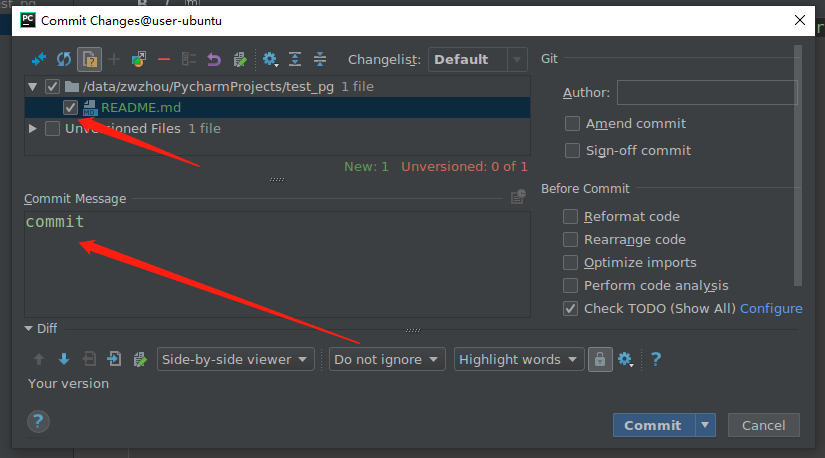 Commit Changes@user-ubuntu
Changelist: Default
/data/zwzhou/PycharmProjects/test_pg 1 file
README.md
Unversioned Files 1 file
New: 1 Unversioned: 0 of 1
Commit Message
commit
Git
Author:
Amend commit
Sign-off commit
Before Commit
Reformat code
Rearrange code
Optimize imports
Perform code analysis
Check TODO (Show All) Configure
Diff
Side-by-side viewer Do not ignore Highlight words ?
Your version
? Commit Cancel